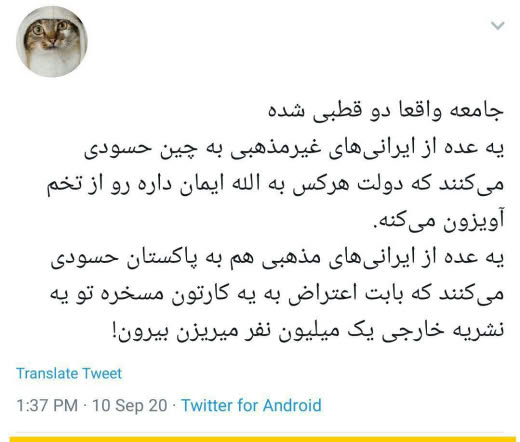 جامعه واقعا دو قطبی شده
یه عده از ایرانی‌های غیرمذهبی به چین حسودی
می‌کنند که دولت هرکس به الله ایمان داره رو از تخم
آویزون می‌کنه.
یه عده از ایرانی‌های مذهبی هم به پاکستان حسودی
می‌کنند که بابت اعتراض به یه کارتون مسخره تو یه
نشریه خارجی یک میلیون نفر میریزن بیرون!
Translate Tweet
1:37 PM · 10 Sep 20 · Twitter for Android